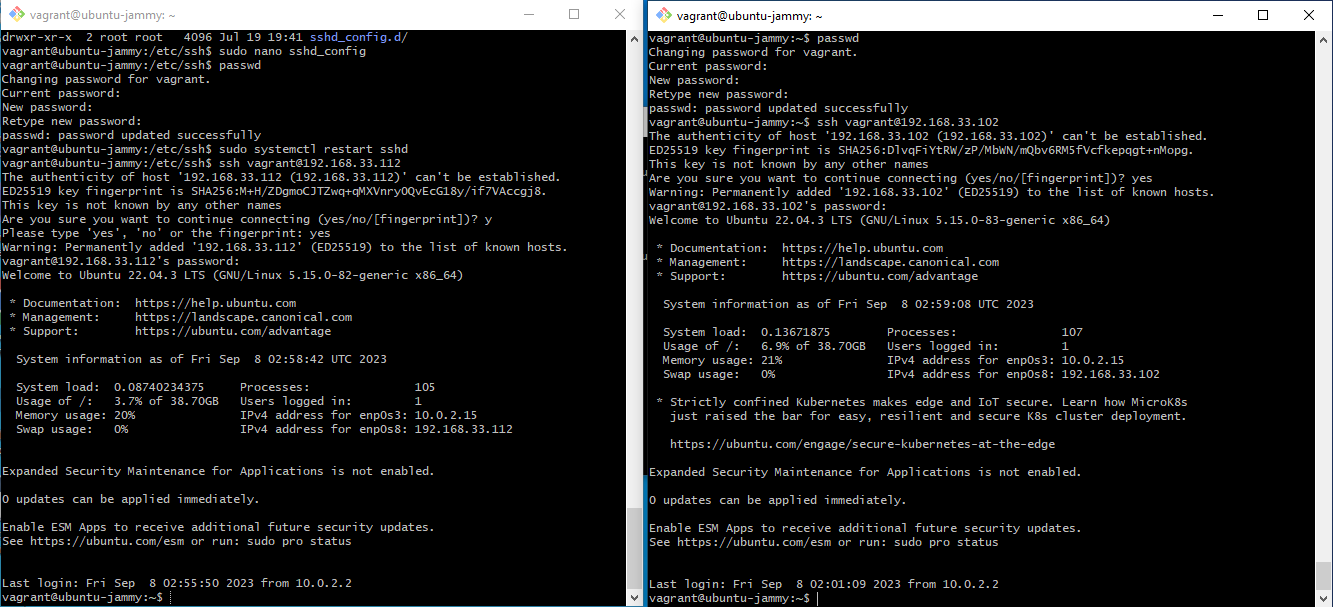 vagrant@ubuntu-jammy: ~
drwxr-xr-x  2 root root   4096 Jul 19 19:41 sshd_config.d/
vagrant@ubuntu-jammy:/etc/ssh$ sudo nano sshd_config
vagrant@ubuntu-jammy:/etc/ssh$ passwd
Changing password for vagrant.
Current password:
New password:
Retype new password:
passwd: password updated successfully
vagrant@ubuntu-jammy:/etc/ssh$ sudo systemctl restart sshd
vagrant@ubuntu-jammy:/etc/ssh$ ssh vagrant@192.168.33.112
The authenticity of host '192.168.33.112 (192.168.33.112)' can't be established.
ED25519 key fingerprint is SHA256:M+H/ZDgmoCJTZwq+qMXVnryOQvEcG18y/if7VAccgj8.
This key is not known by any other names
Are you sure you want to continue connecting (yes/no/[fingerprint])? y
Please type 'yes', 'no' or the fingerprint: yes
Warning: Permanently added '192.168.33.112' (ED25519) to the list of known hosts.
vagrant@192.168.33.112's password:
Welcome to Ubuntu 22.04.3 LTS (GNU/Linux 5.15.0-82-generic x86_64)
 * Documentation:  https://help.ubuntu.com
 * Management:     https://landscape.canonical.com
 * Support:        https://ubuntu.com/advantage
  System information as of Fri Sep  8 02:58:42 UTC 2023
  System load:  0.08740234375     Processes:               105
  Usage of /:   3.7% of 38.70GB   Users logged in:         1
  Memory usage: 20%               IPv4 address for enp0s3: 10.0.2.15
  Swap usage:   0%                IPv4 address for enp0s8: 192.168.33.112
Expanded Security Maintenance for Applications is not enabled.
0 updates can be applied immediately.
Enable ESM Apps to receive additional future security updates.
See https://ubuntu.com/esm or run: sudo pro status
Last login: Fri Sep  8 02:55:50 2023 from 10.0.2.2
vagrant@ubuntu-jammy:~$
vagrant@ubuntu-jammy: ~
vagrant@ubuntu-jammy:~$ passwd
Changing password for vagrant.
Current password:
New password:
Retype new password:
passwd: password updated successfully
vagrant@ubuntu-jammy:~$ ssh vagrant@192.168.33.102
The authenticity of host '192.168.33.102 (192.168.33.102)' can't be established.
ED25519 key fingerprint is SHA256:DlvqFiYtRW/zP/MbWN/mQbv6RM5fVcfkepqgt+nMopg.
This key is not known by any other names
Are you sure you want to continue connecting (yes/no/[fingerprint])? yes
Warning: Permanently added '192.168.33.102' (ED25519) to the list of known hosts.
vagrant@192.168.33.102's password:
Welcome to Ubuntu 22.04.3 LTS (GNU/Linux 5.15.0-83-generic x86_64)
 * Documentation:  https://help.ubuntu.com
 * Management:     https://landscape.canonical.com
 * Support:        https://ubuntu.com/advantage
  System information as of Fri Sep  8 02:59:08 UTC 2023
  System load:  0.13671875        Processes:               107
  Usage of /:   6.9% of 38.70GB   Users logged in:         1
  Memory usage: 21%               IPv4 address for enp0s3: 10.0.2.15
  Swap usage:   0%                IPv4 address for enp0s8: 192.168.33.102
 * Strictly confined Kubernetes makes edge and IoT secure. Learn how MicroK8s
   just raised the bar for easy, resilient and secure K8s cluster deployment.
   https://ubuntu.com/engage/secure-kubernetes-at-the-edge
Expanded Security Maintenance for Applications is not enabled.
0 updates can be applied immediately.
Enable ESM Apps to receive additional future security updates.
See https://ubuntu.com/esm or run: sudo pro status
Last login: Fri Sep  8 02:01:09 2023 from 10.0.2.2
vagrant@ubuntu-jammy:~$